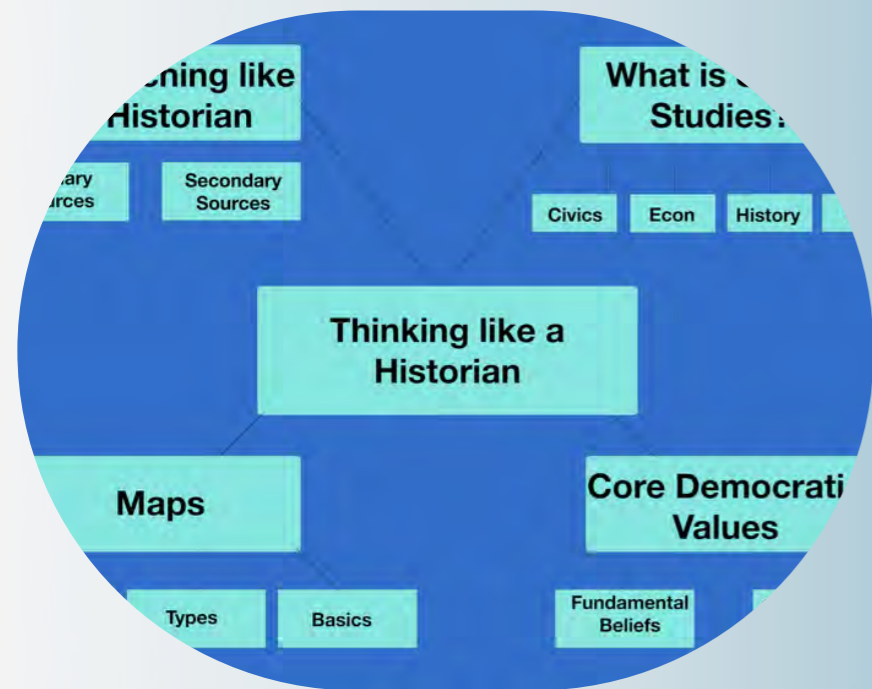 like
Historian
What is
Studies?
Secondary
Sources
Civics
Econ
History
Thinking like a
Historian
Maps
Core
Values
Types
Basics
Fundamental
Beliefs